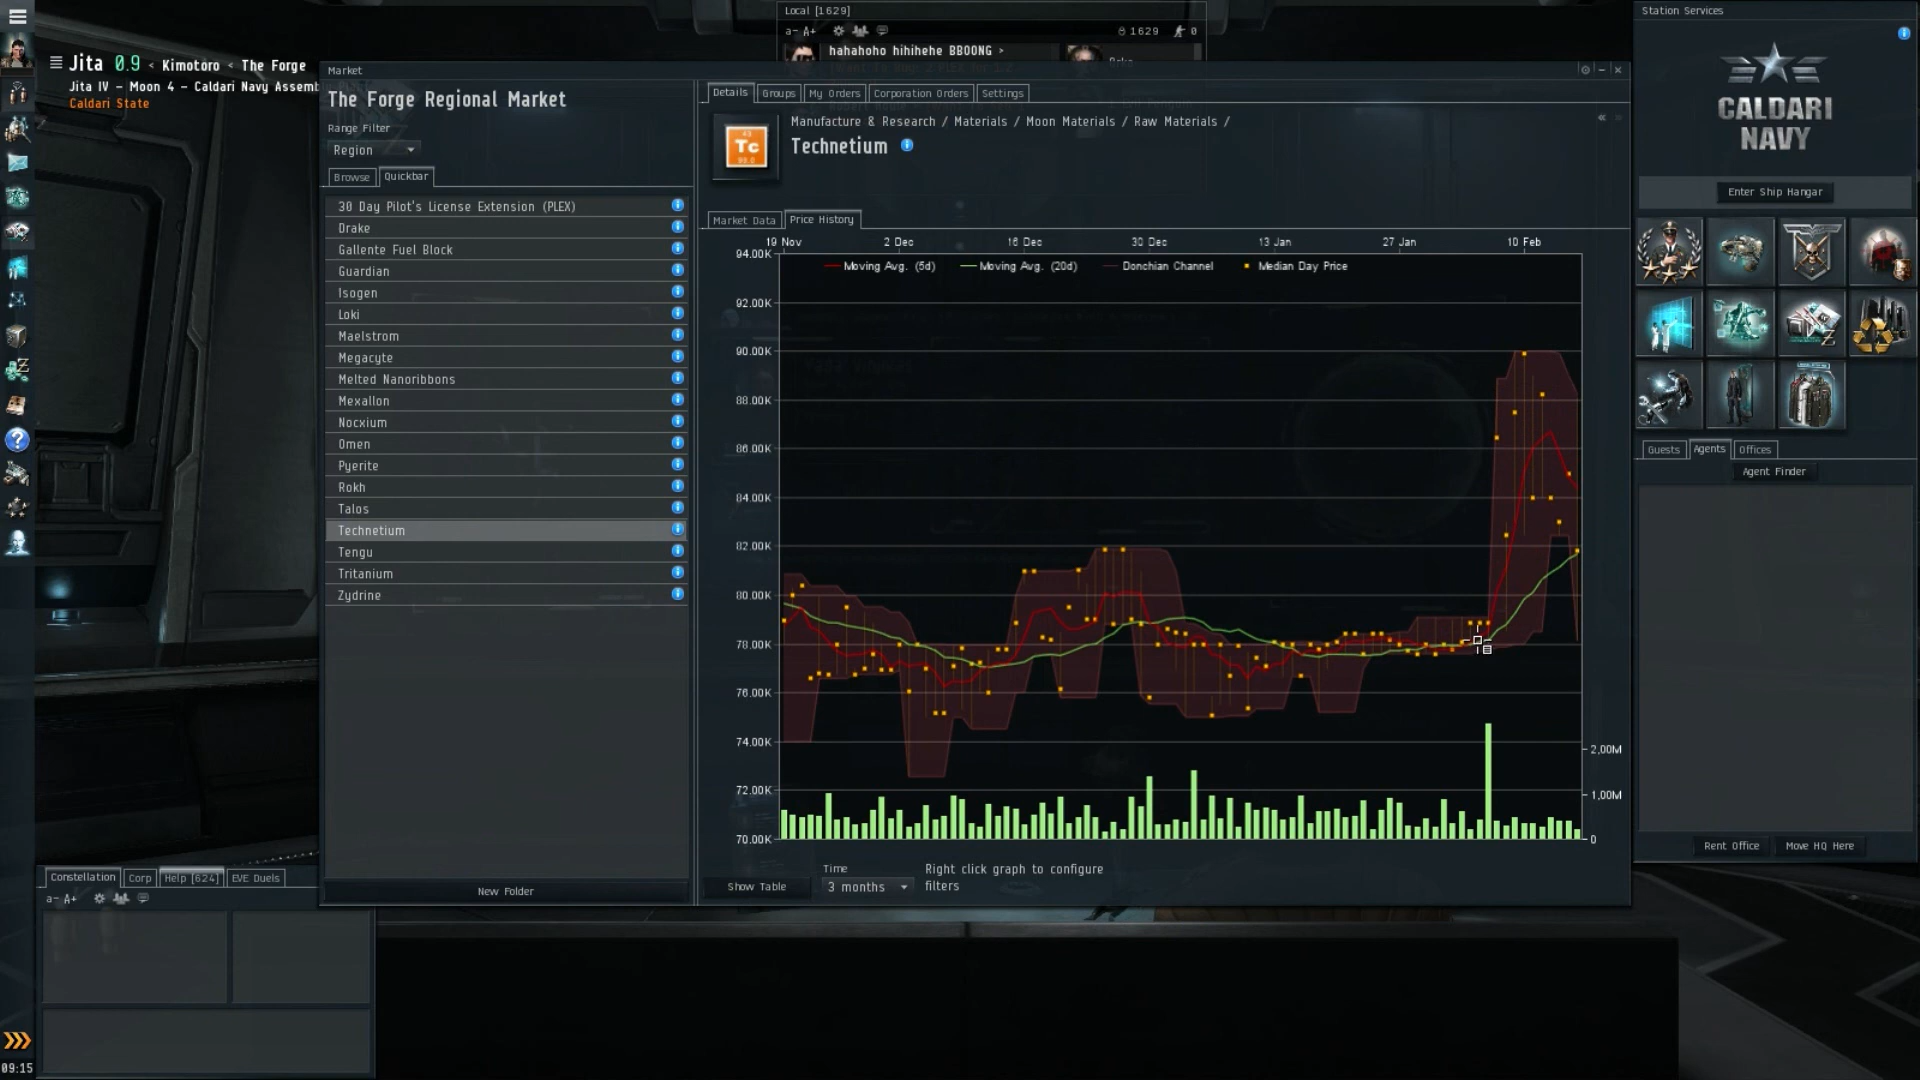 Jita 0.9 < Kimotoro < The Forge
Jita IV - Moon 4 - Caldari Navy Assemb
Caldari State
Local [1629]
a- A+
1629
0
hahahoho hihihehe BBOONG >
Market
The Forge Regional Market
Range Filter
Region
Browse
Quickbar
30 Day Pilot's License Extension (PLEX)
Drake
Gallente Fuel Block
Guardian
Isogen
Loki
Maelstrom
Megacyte
Melted Nanoribbons
Mexallon
Nocxium
Omen
Pyerite
Rokh
Talos
Technetium
Tengu
Tritanium
Zydrine
New Folder
Details
Groups
My Orders
Corporation Orders
Settings
43
Tc
Manufacture & Research / Materials / Moon Materials / Raw Materials /
Technetium
Market Data
Price History
19 Nov
2 Dec
16 Dec
30 Dec
13 Jan
27 Jan
10 Feb
Moving Avg. (5d)
Moving Avg. (20d)
Donchian Channel
Median Day Price
94.00K
92.00K
90.00K
88.00K
86.00K
84.00K
82.00K
80.00K
78.00K
76.00K
74.00K
72.00K
70.00K
2,00M
1,00M
0
Show Table
Time
3 months
Right click graph to configure
filters
Station Services
CALDARI
NAVY
Enter Ship Hangar
Guests
Agents
Offices
Agent Finder
Rent Office
Move HQ Here
Constellation
Corp
Help [624]
EVE Duels
a- A+
09:15